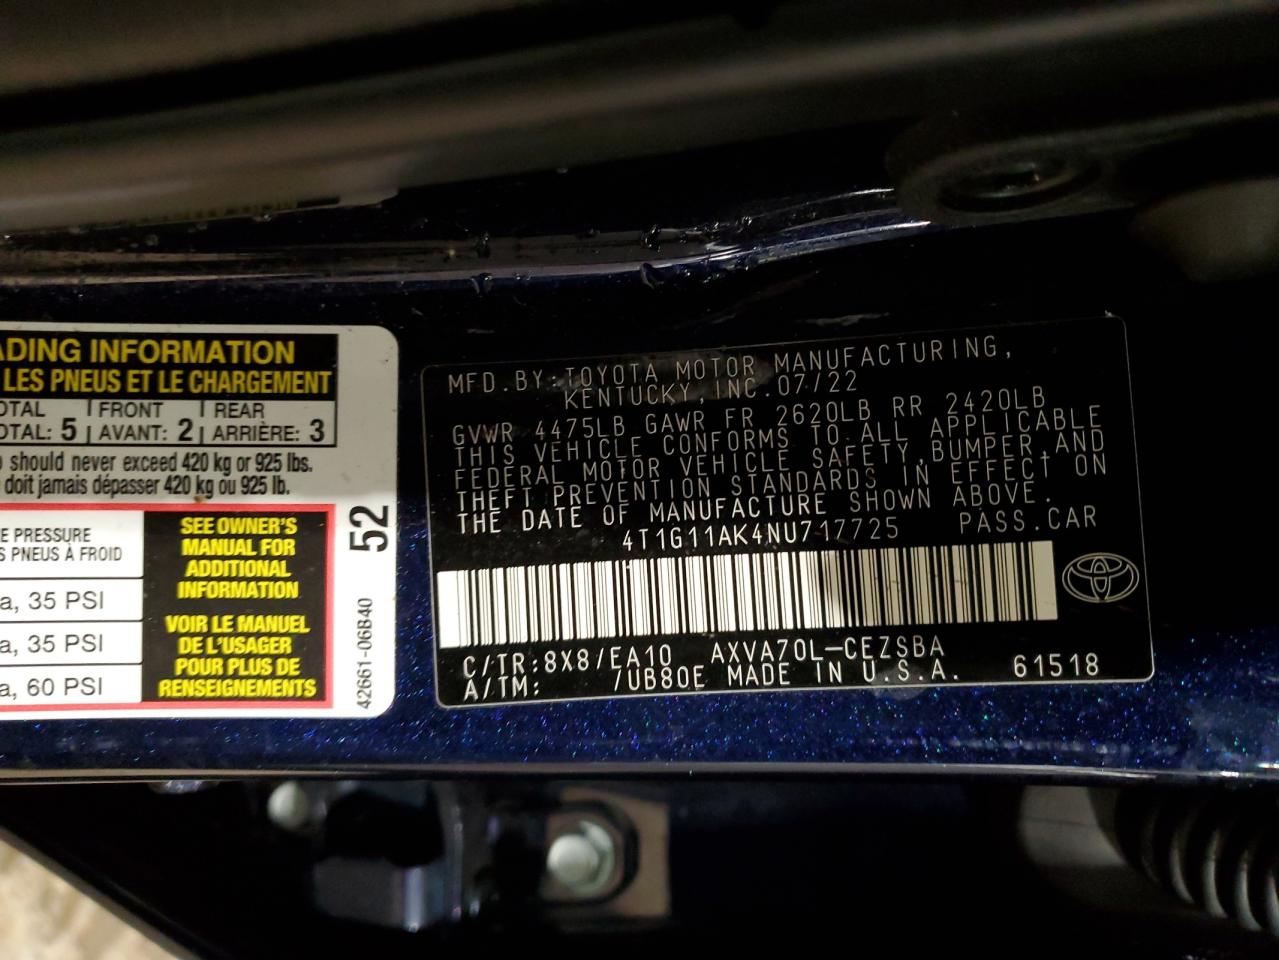 ADING INFORMATION
LES PNEUS ET LE CHARGEMENT
OTAL FRONT REAR
OTAL: 5 AVANT: 2 ARRIÈRE: 3
o should never exceed 420 kg or 925 lbs.
doit jamais dépasser 420 kg ou 925 lb.
E PRESSURE
S PNEUS À FROID
a, 35 PSI
a, 35 PSI
a, 60 PSI
SEE OWNER'S
MANUAL FOR
ADDITIONAL
INFORMATION
VOIR LE MANUEL
DE L'USAGER
POUR PLUS DE
RENSEIGNEMENTS
52
42661-06B40
MFD.BY:TOYOTA MOTOR MANUFACTURING,
KENTUCKY,INC.07/22
GVWR 4475LB GAWR FR 2620LB RR 2420LB
THIS VEHICLE CONFORMS TO ALL APPLICABLE
FEDERAL MOTOR VEHICLE SAFETY,BUMPER,AND
THEFT PREVENTION STANDARDS IN EFFECT ON
THE DATE OF MANUFACTURE SHOWN ABOVE.
4T1G11AK4NU717725 PASS.CAR
C/TR:8X8/EA10 AXVA70L-CEZSBA
A/TM: /UB80E MADE IN U.S.A. 61518